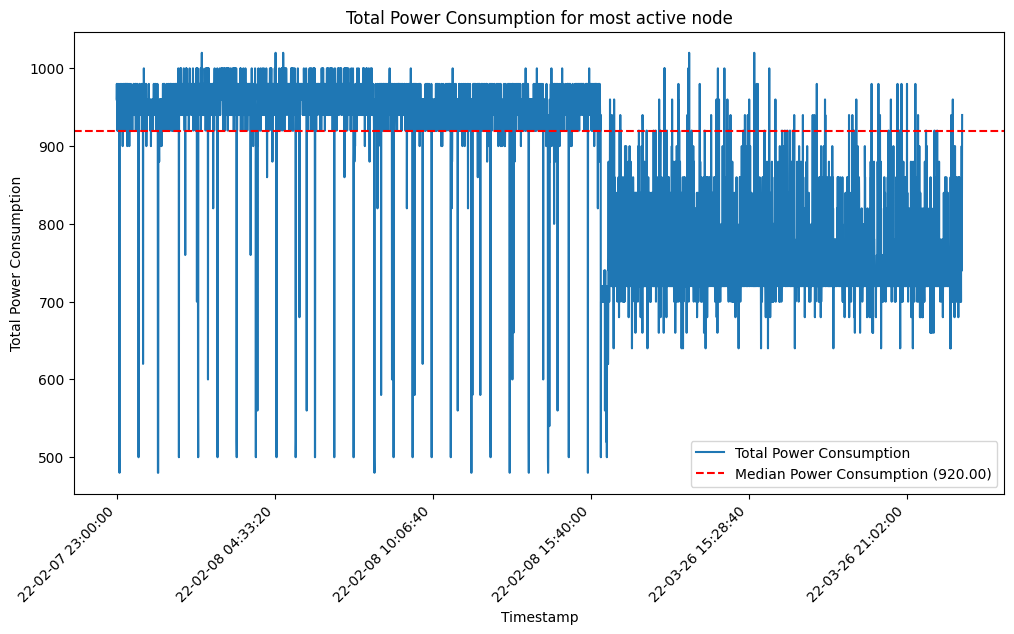 Total Power Consumption for most active node
Total Power Consumption
1000
900
800
700
600
500
Total Power Consumption
Median Power Consumption (920.00)
22-02-07 23:00:00
22-02-08 04:33:20
22-02-08 10:06:40
22-02-08 15:40:00
22-03-26 15:28:40
22-03-26 21:02:00
Timestamp